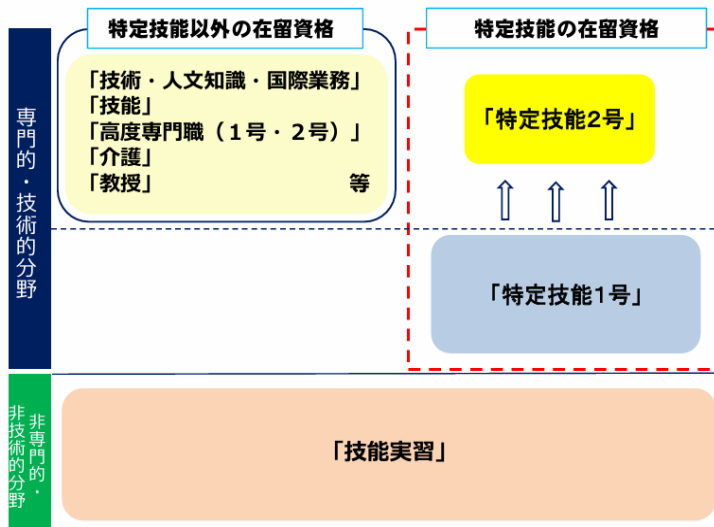 特定技能以外の在留資格
特定技能の在留資格
専門的・技術的分野
「技術・人文知識・国際業務」
「技能」
「高度専門職（１号・２号）」
「介護」
「教授」 等
「特定技能2号」
「特定技能1号」
非専門的・
非技術的分野
「技能実習」